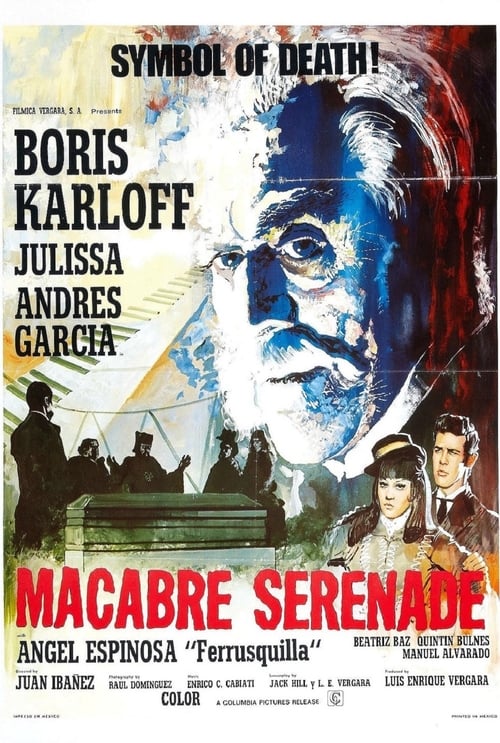 SYMBOL OF DEATH!
FILMICA VERGARA, S. A. Presents
BORIS
KARLOFF
JULISSA
ANDRES
GARCIA
MACABRE SERENADE
with ANGEL ESPINOSA "Ferrusquilla"
BEATRIZ BAZ QUINTIN BULNES
MANUEL ALVARADO
Directed by JUAN IBAÑEZ
Photography by RAUL DOMINGUEZ
Music ENRICO C. CABIATI
Screenplay by JACK HILL y L. E. VERGARA
Produced by LUIS ENRIQUE VERGARA
COLOR
A COLUMBIA PICTURES RELEASE
IMPRESO EN MEXICO
PRINTED IN MEXICO